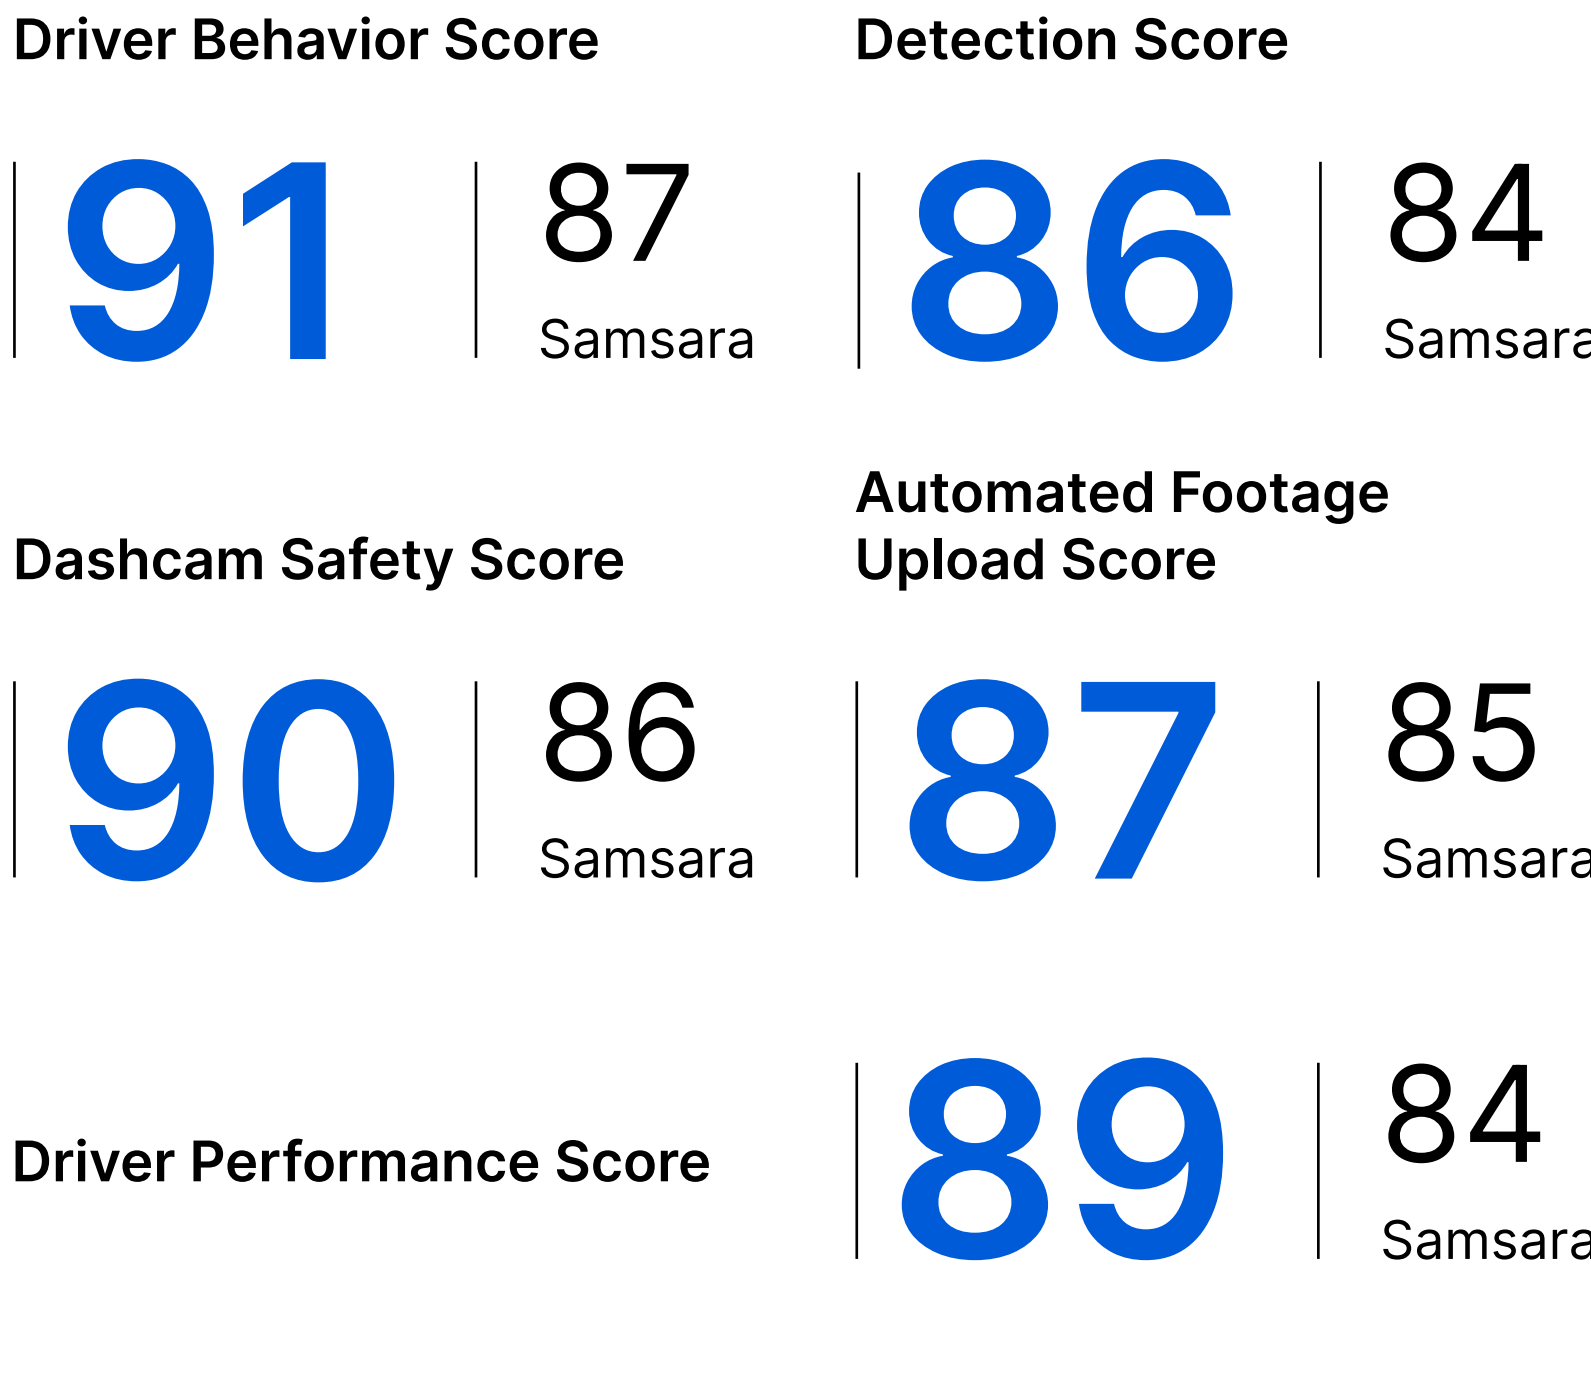 Driver Behavior Score
91
87
Samsara
Detection Score
86
84
Samsara
Dashcam Safety Score
90
86
Samsara
Automated Footage
Upload Score
87
85
Samsara
Driver Performance Score
89
84
Samsara